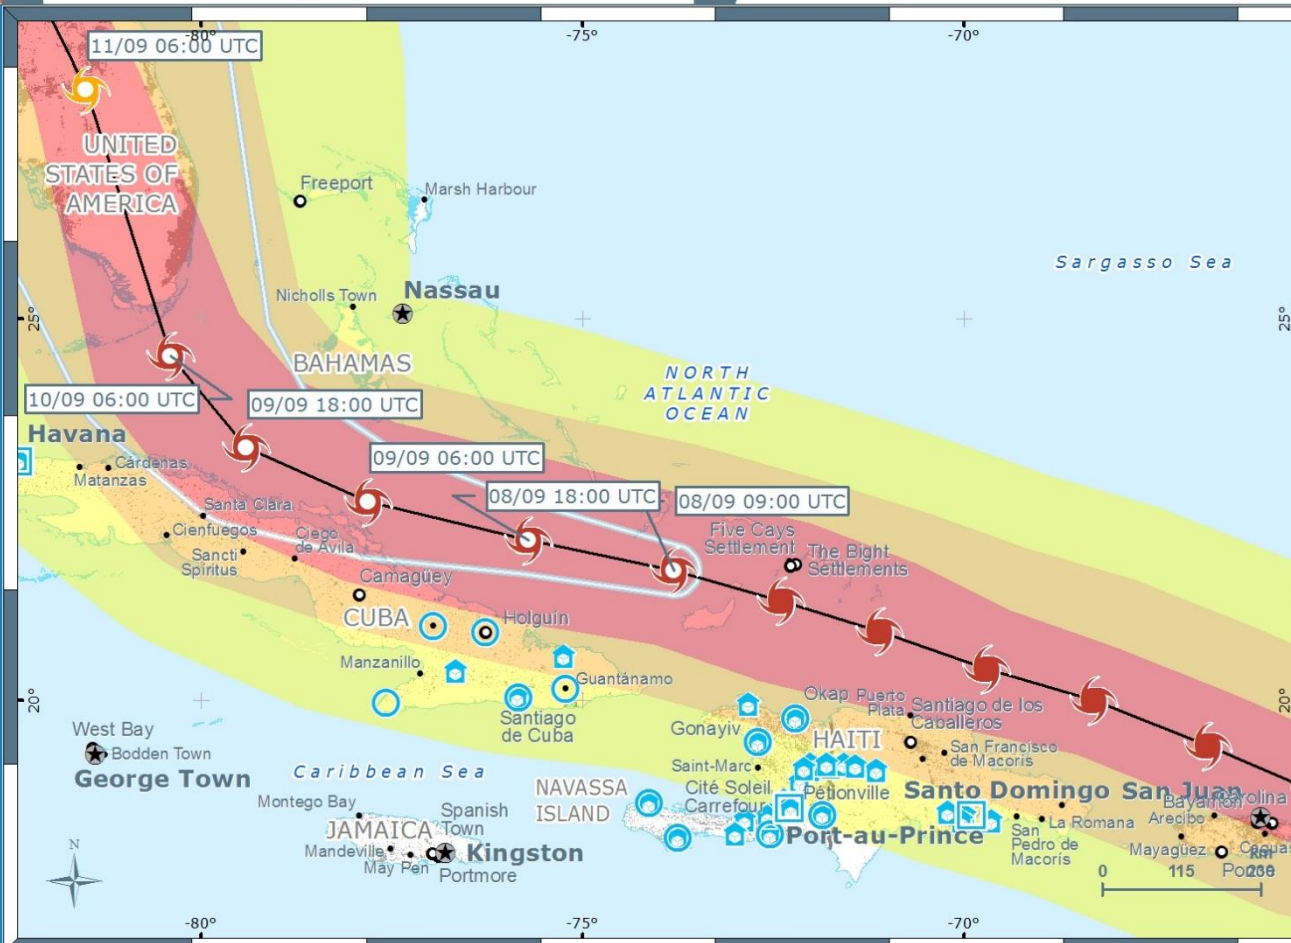 -80°
-75°
-70°
11/09 06:00 UTC
UNITED
STATES OF
AMERICA
Freeport
Marsh Harbour
Sargasso Sea
Nicholls Town
Nassau
25°
25°
BAHAMAS
NORTH
ATLANTIC
OCEAN
10/09 06:00 UTC
09/09 18:00 UTC
Havana
09/09 06:00 UTC
Cárdenas
Matanzas
08/09 18:00 UTC
08/09 09:00 UTC
Santa Clara
Cienfuegos
Ciego
de Ávila
Five Cays
Settlement
The Bight
Settlements
Sancti
Spiritus
Camagüey
CUBA
Holguín
Manzanillo
Guantánamo
20°
20°
Santiago
de Cuba
Okap
Puerto
Plata
Santiago de los
Caballeros
West Bay
Bodden Town
George Town
Gonayiv
HAITI
San Francisco
de Macorís
Caribbean Sea
Saint-Marc
NAVASSA
ISLAND
Cité Soleil
Carrefour
Pétionville
Santo Domingo
San Juan
Montego Bay
Spanish
Town
JAMAICA
Port-au-Prince
La Romana
San
Pedro de
Macorís
Bayamón
Carolina
Arecibo
Mandeville
Kingston
May Pen
Portmore
Mayagüez
Caguas
Ponce
N
km
0 115 230
-80°
-75°
-70°